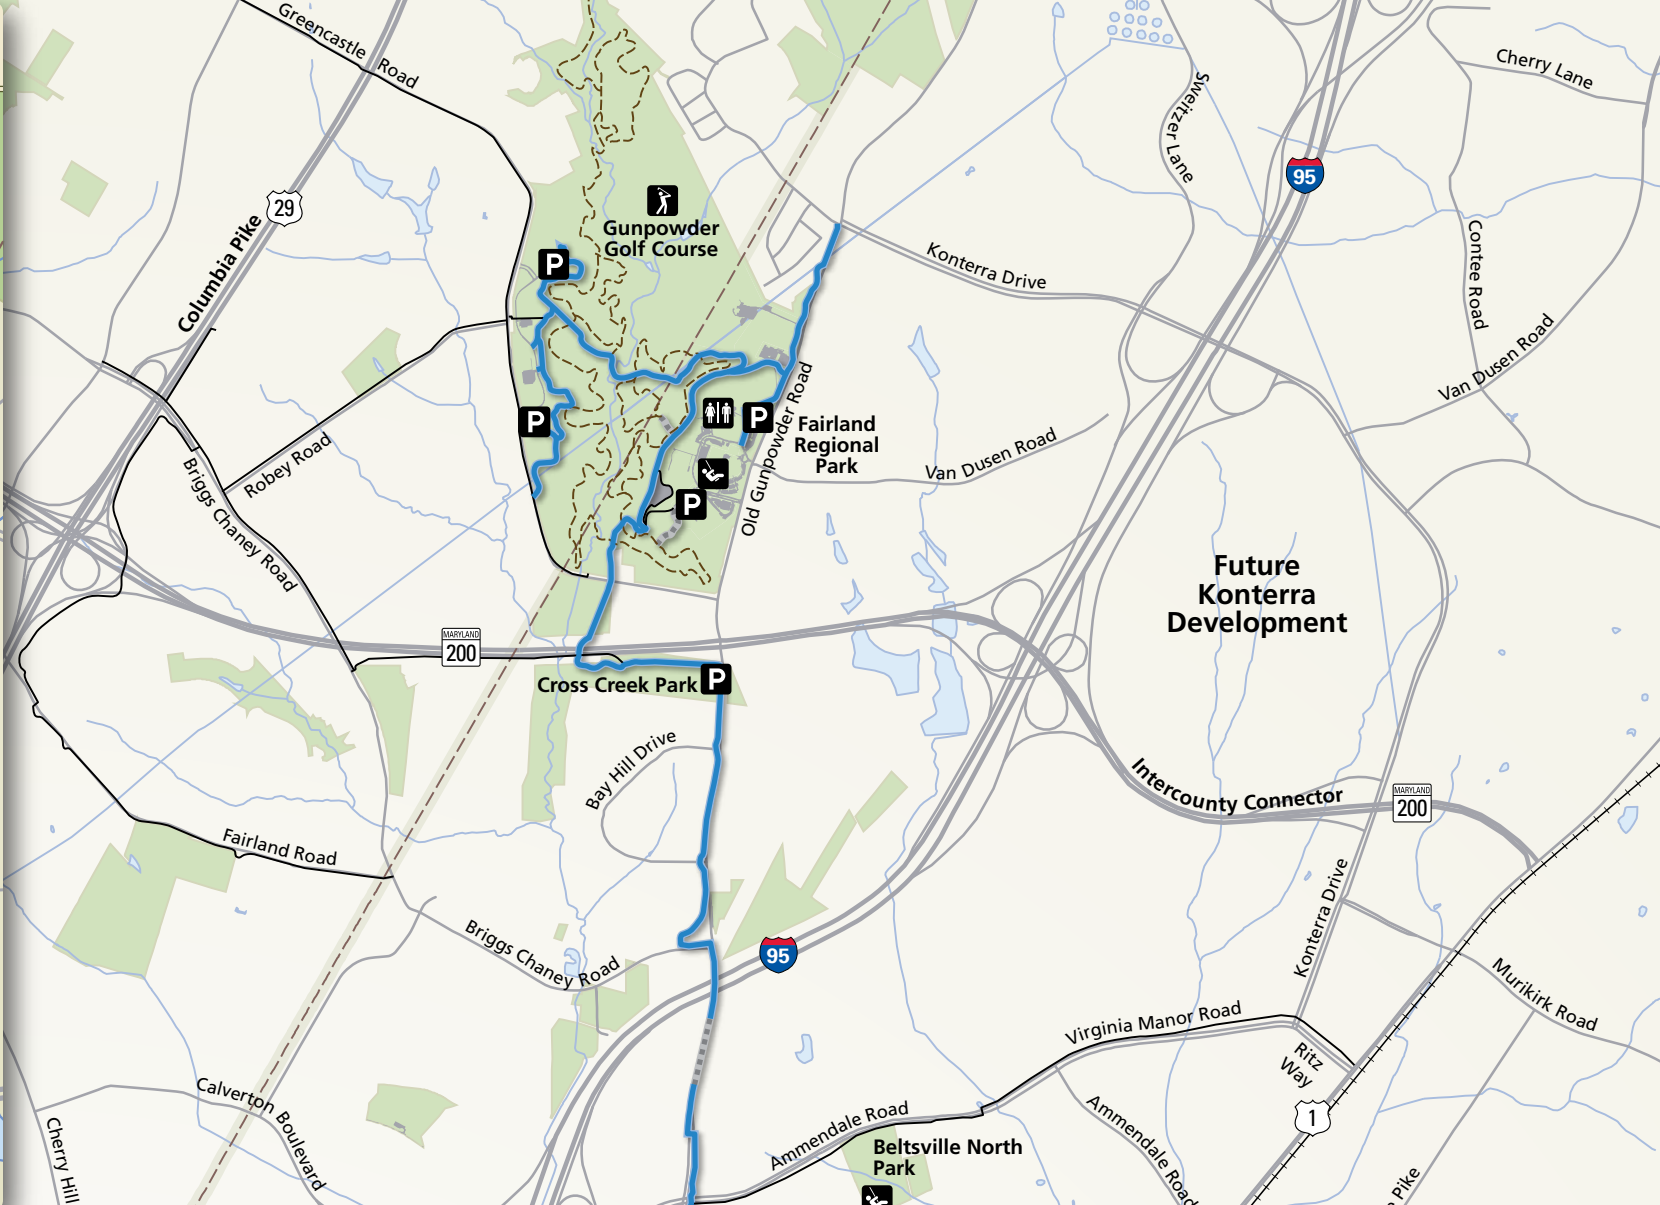 Greencastle Road
Cherry Lane
Sweitzer Lane
95
29
Columbia Pike
Gunpowder
Golf Course
P
Konterra Drive
Contee Road
Van Dusen Road
P
P
Fairland
Regional
Park
Old Gunpowder Road
Van Dusen Road
Robey Road
Briggs Chaney Road
P
Future
Konterra
Development
MARYLAND
200
Cross Creek Park
P
Bay Hill Drive
Intercounty Connector
MARYLAND
200
Fairland Road
Briggs Chaney Road
95
Konterra Drive
Murikirk Road
Virginia Manor Road
Ritz
Way
1
Calverton Boulevard
Cherry Hill
Ammendale Road
Ammendale Road
Beltsville North
Park
Pike